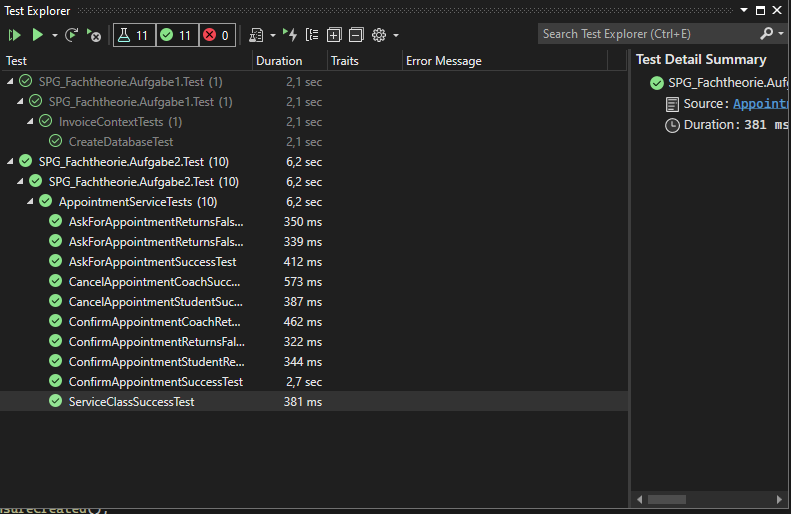 Test Explorer
11 11 0
Search Test Explorer (Ctrl+E)
Test Duration Traits Error Message
SPG_Fachtheorie.Aufgabe1.Test (1) 2,1 sec
SPG_Fachtheorie.Aufgabe1.Test (1) 2,1 sec
InvoiceContextTests (1) 2,1 sec
CreateDatabaseTest 2,1 sec
SPG_Fachtheorie.Aufgabe2.Test (10) 6,2 sec
SPG_Fachtheorie.Aufgabe2.Test (10) 6,2 sec
AppointmentServiceTests (10) 6,2 sec
AskForAppointmentReturnsFals... 350 ms
AskForAppointmentReturnsFals... 339 ms
AskForAppointmentSuccessTest 412 ms
CancelAppointmentCoachSucc... 573 ms
CancelAppointmentStudentSuc... 387 ms
ConfirmAppointmentCoachRet... 462 ms
ConfirmAppointmentReturnsFal... 322 ms
ConfirmAppointmentStudentRe... 344 ms
ConfirmAppointmentSuccessTest 2,7 sec
ServiceClassSuccessTest 381 ms
Test Detail Summary
SPG_Fachtheorie.Auf
Source: Appoint
Duration: 381 ms